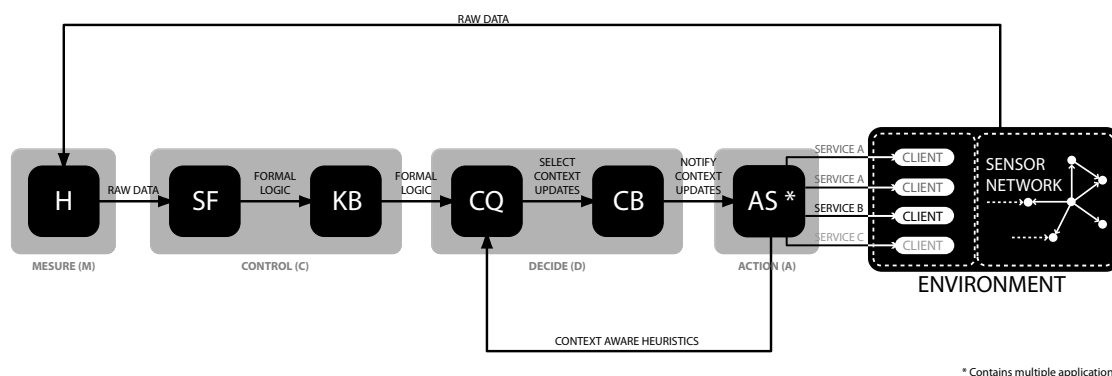 RAW DATA
SERVICE A
SELECT
CONTEXT
UPDATES
NOTIFY
CONTEXT
UPDATES
CLIENT
SENSOR
NETWORK
FORMAL
LOGIC
FORMAL
LOGIC
SERVICE A
CLIENT
H
RAW DATA
SF
KB
CQ
CB
AS *
SERVICE B
CLIENT
SERVICE C
CLIENT
MESURE (M)
CONTROL (C)
DECIDE (D)
ACTION (A)
ENVIRONMENT
CONTEXT AWARE HEURISTICS
* Contains multiple application